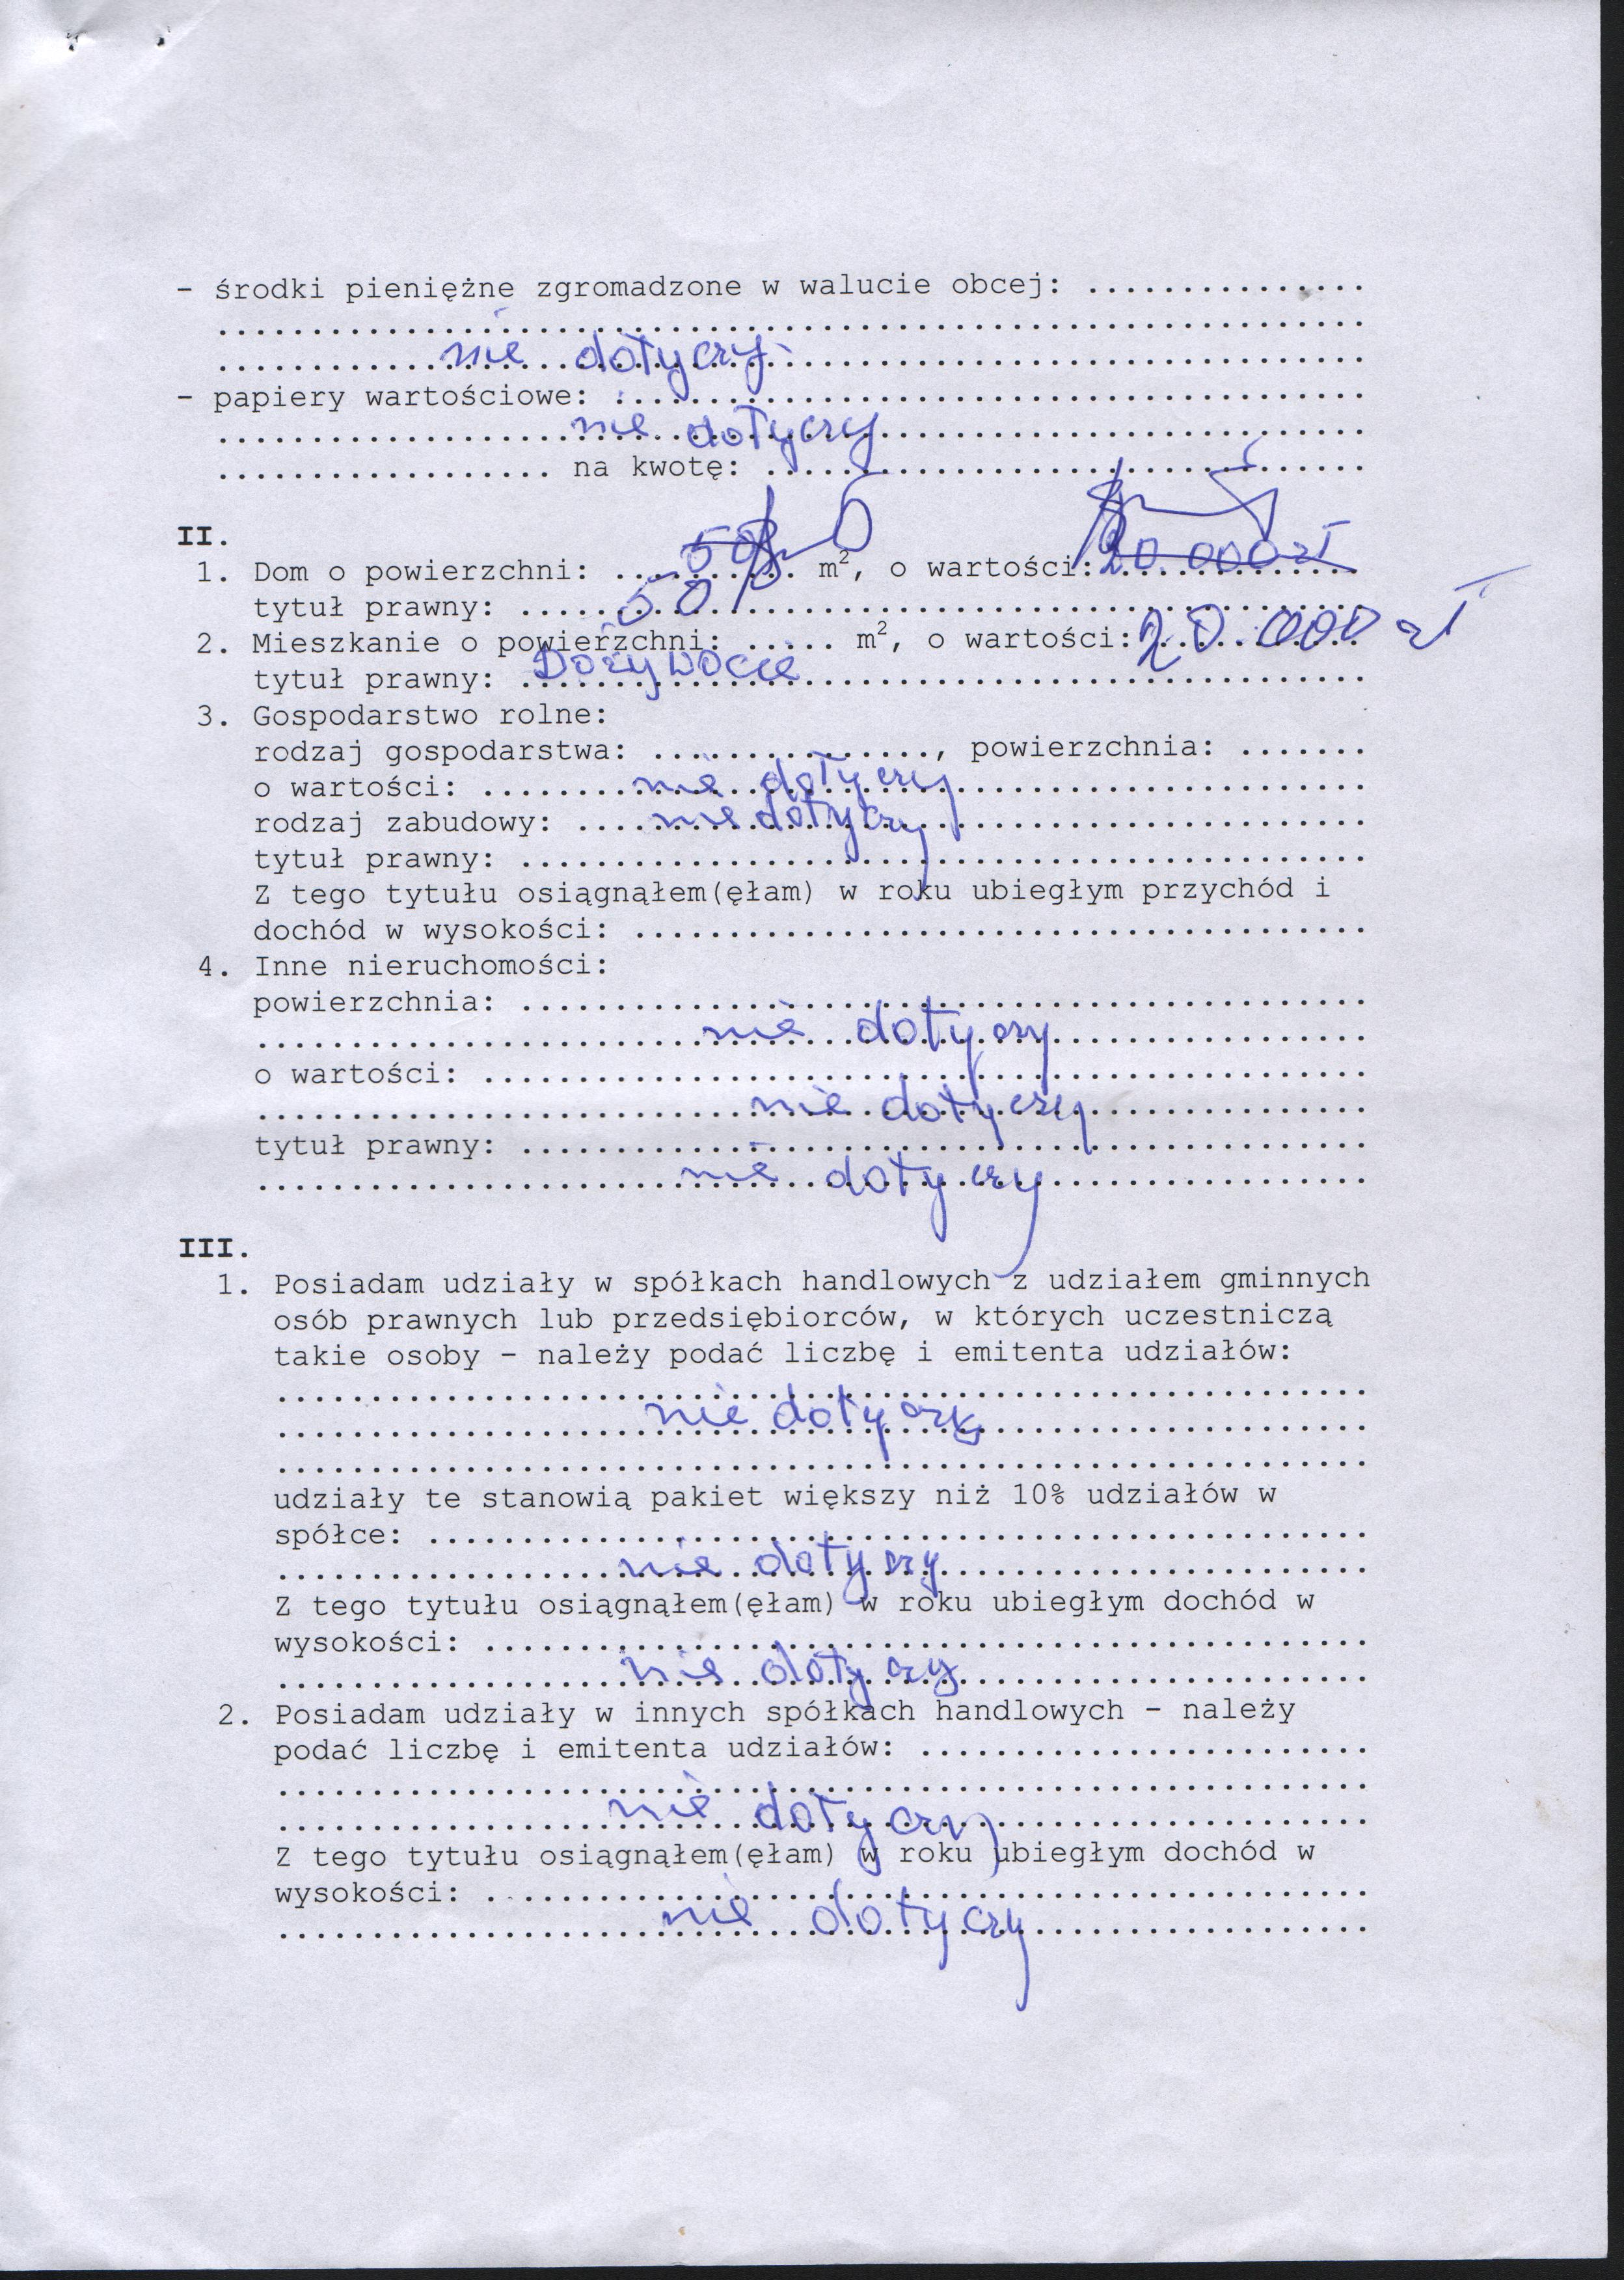 - środki pieniężne zgromadzone w walucie obcej: ...............
..............................................................
nie dotyczy
- papiery wartościowe: ........................................
nie dotyczy
.................. na kwotę: ................................
II.
1. Dom o powierzchni: 50 m², o wartości: 20.000 zł
tytuł prawny: 50
2. Mieszkanie o powierzchni: ...... m², o wartości: 20.000 zł
tytuł prawny: Dożywocie
3. Gospodarstwo rolne:
rodzaj gospodarstwa: ..............., powierzchnia: .......
o wartości: nie dotyczy
rodzaj zabudowy: nie dotyczy
tytuł prawny: .............................................
Z tego tytułu osiągnąłem(ęłam) w roku ubiegłym przychód i
dochód w wysokości: .......................................
4. Inne nieruchomości:
powierzchnia: .............................................
nie dotyczy
o wartości: ...............................................
nie dotyczy
tytuł prawny: .............................................
nie dotyczy
III.
1. Posiadam udziały w spółkach handlowych z udziałem gminnych
osób prawnych lub przedsiębiorców, w których uczestniczą
takie osoby - należy podać liczbę i emitenta udziałów:
..........................................................
nie dotyczy
..........................................................
udziały te stanowią pakiet większy niż 10% udziałów w
spółce: ..................................................
nie dotyczy
Z tego tytułu osiągnąłem(ęłam) w roku ubiegłym dochód w
wysokości: ...............................................
nie dotyczy
2. Posiadam udziały w innych spółkach handlowych - należy
podać liczbę i emitenta udziałów: ........................
..........................................................
nie dotyczy
Z tego tytułu osiągnąłem(ęłam) w roku ubiegłym dochód w
wysokości: ...............................................
nie dotyczy